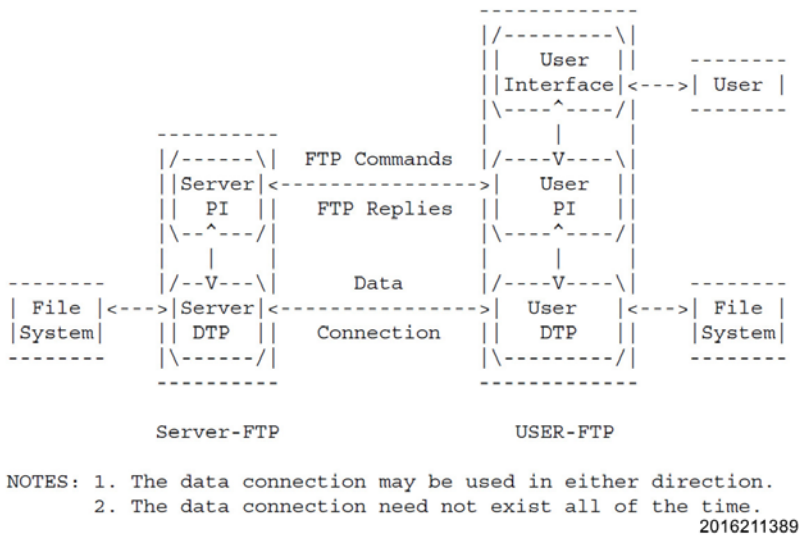 User
Interface
User
FTP Commands
Server
PI
User
PI
FTP Replies
Data
File
System
Server
DTP
User
DTP
File
System
Connection
Server-FTP
USER-FTP
NOTES: 1. The data connection may be used in either direction.
2. The data connection need not exist all of the time.
2016211389